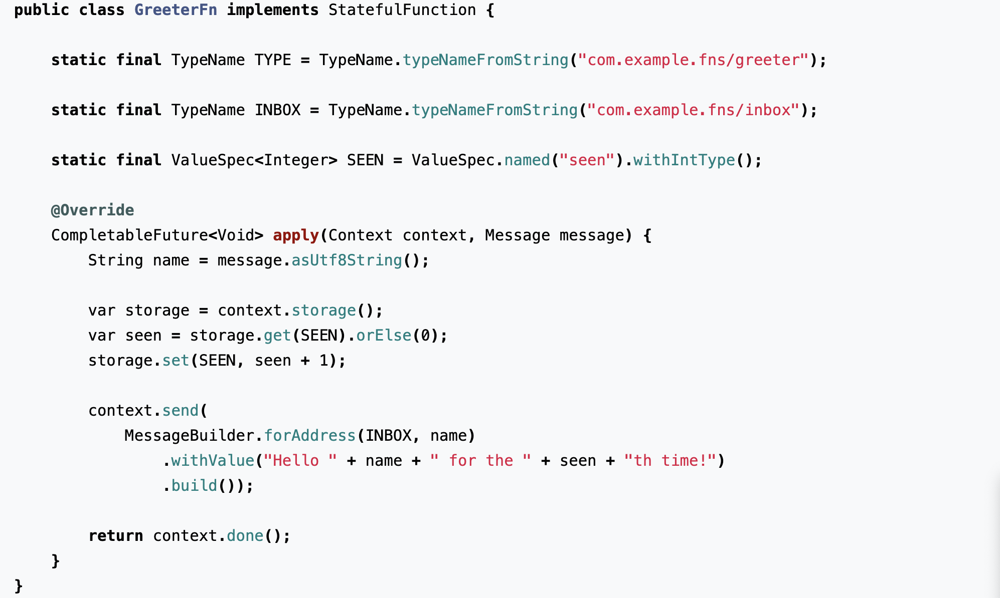 public class GreeterFn implements StatefulFunction {
static final TypeName TYPE = TypeName.typeNameFromString("com.example.fns/greeter");
static final TypeName INBOX = TypeName.typeNameFromString("com.example.fns/inbox");
static final ValueSpec<Integer> SEEN = ValueSpec.named("seen").withIntType();
@Override
CompletableFuture<Void> apply(Context context, Message message) {
String name = message.asUtf8String();
var storage = context.storage();
var seen = storage.get(SEEN).orElse(0);
storage.set(SEEN, seen + 1);
context.send(
MessageBuilder.forAddress(INBOX, name)
.withValue("Hello " + name + " for the " + seen + "th time!")
.build());
return context.done();
}
}